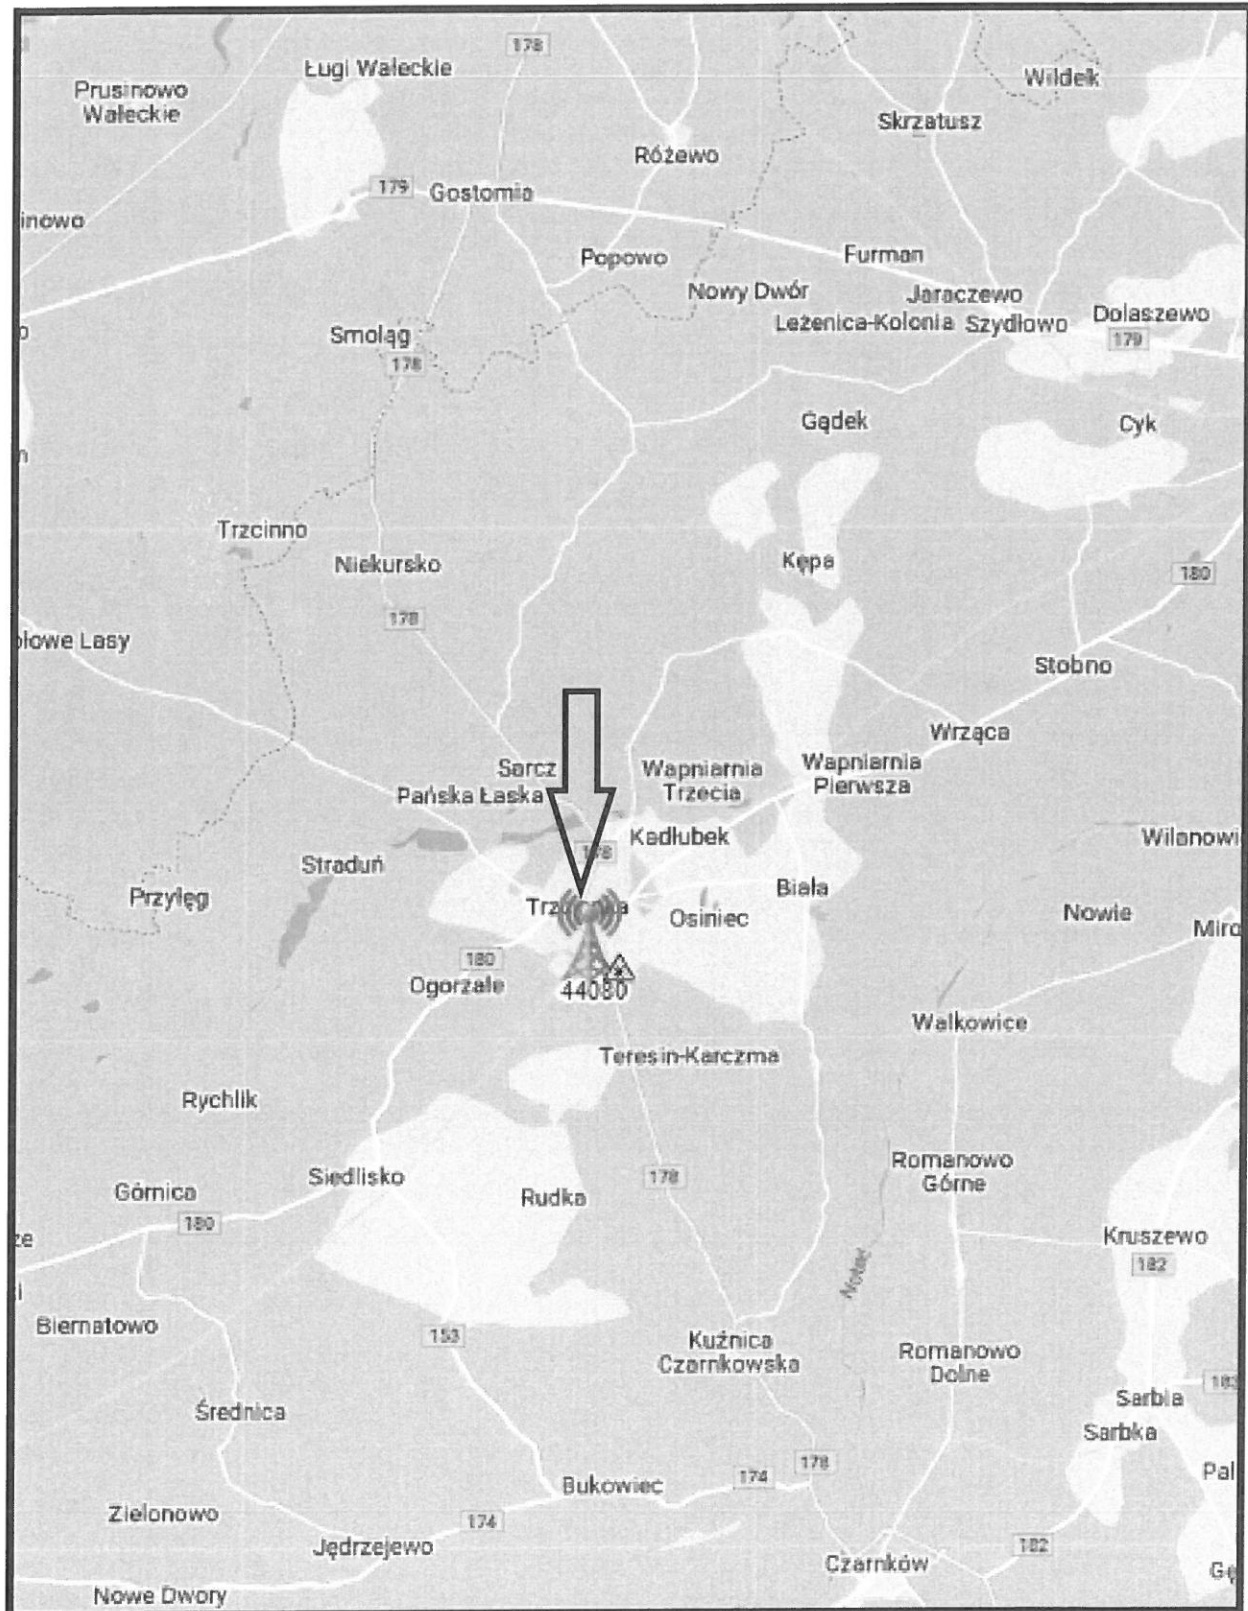 178
Ługi Wałeckie
Prusinowo
Wałeckie
Wildek
Skrzatusz
Różewo
179
Gostomia
inowo
Popowo
Furman
Nowy Dwór
Jaraczewo
Leżenica-Kolonia
Szydłowo
Dolaszewo
179
Smoląg
178
Gądek
Cyk
Trzcinno
Niekursko
Kępa
180
178
ołowe Lasy
Stobno
Wrząca
Sarcz
Pańska Łaska
Wapniarnia
Trzecia
Wapniarnia
Pierwsza
Kadłubek
178
Wilanowi
Straduń
Przyłęg
Biała
Osiniec
Nowie
Miro
180
Ogorzałe
44080
Walkowice
Teresin-Karczma
Rychlik
Siedlisko
178
Romanowo
Górne
Górnica
Rudka
180
ze
Kruszewo
182
Noteć
Biernatowo
153
Kuźnica
Czarnkowska
Romanowo
Dolne
183
Sarbia
Średnica
Sarbka
178
174
Pal
Bukowiec
Zielonowo
174
Jędrzejewo
182
Czarnków
Gę
Nowe Dwory